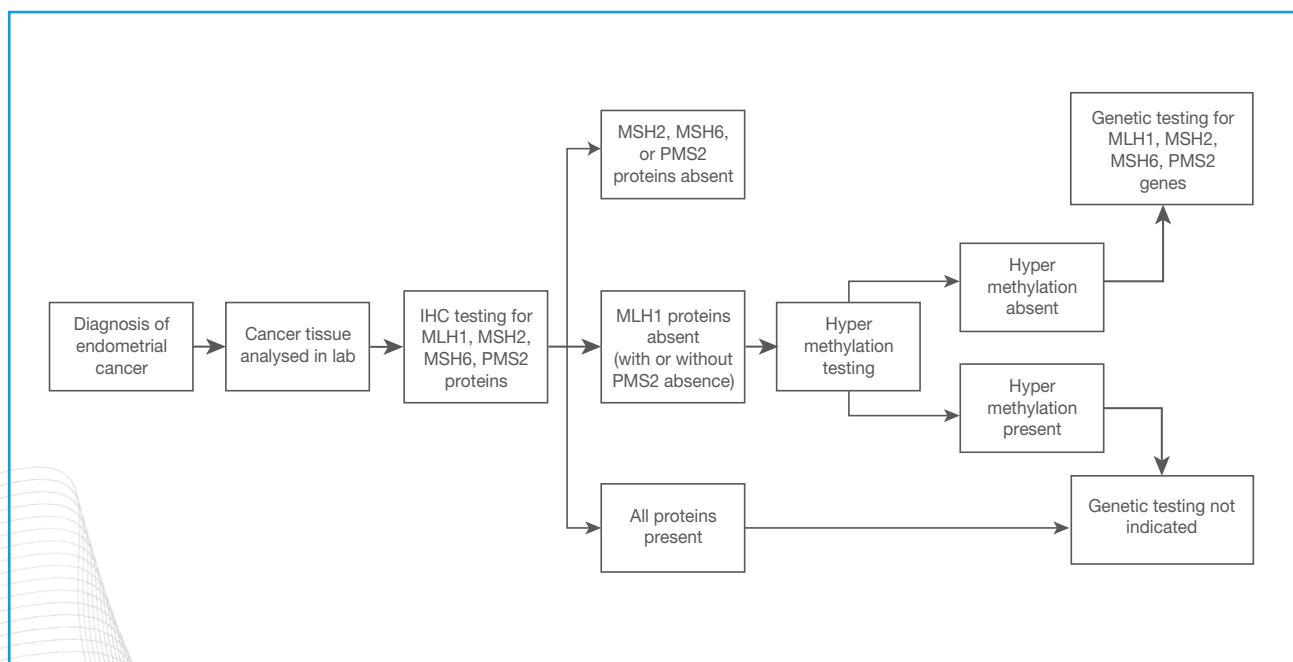 Diagnosis of
endometrial
cancer
Cancer tissue
analysed in lab
IHC testing for
MLH1, MSH2,
MSH6, PMS2
proteins
MSH2, MSH6,
or PMS2
proteins absent
MLH1 proteins
absent
(with or without
PMS2 absence)
All proteins
present
Hyper
methylation
testing
Hyper
methylation
absent
Hyper
methylation
present
Genetic testing for
MLH1, MSH2,
MSH6, PMS2
genes
Genetic testing not
indicated